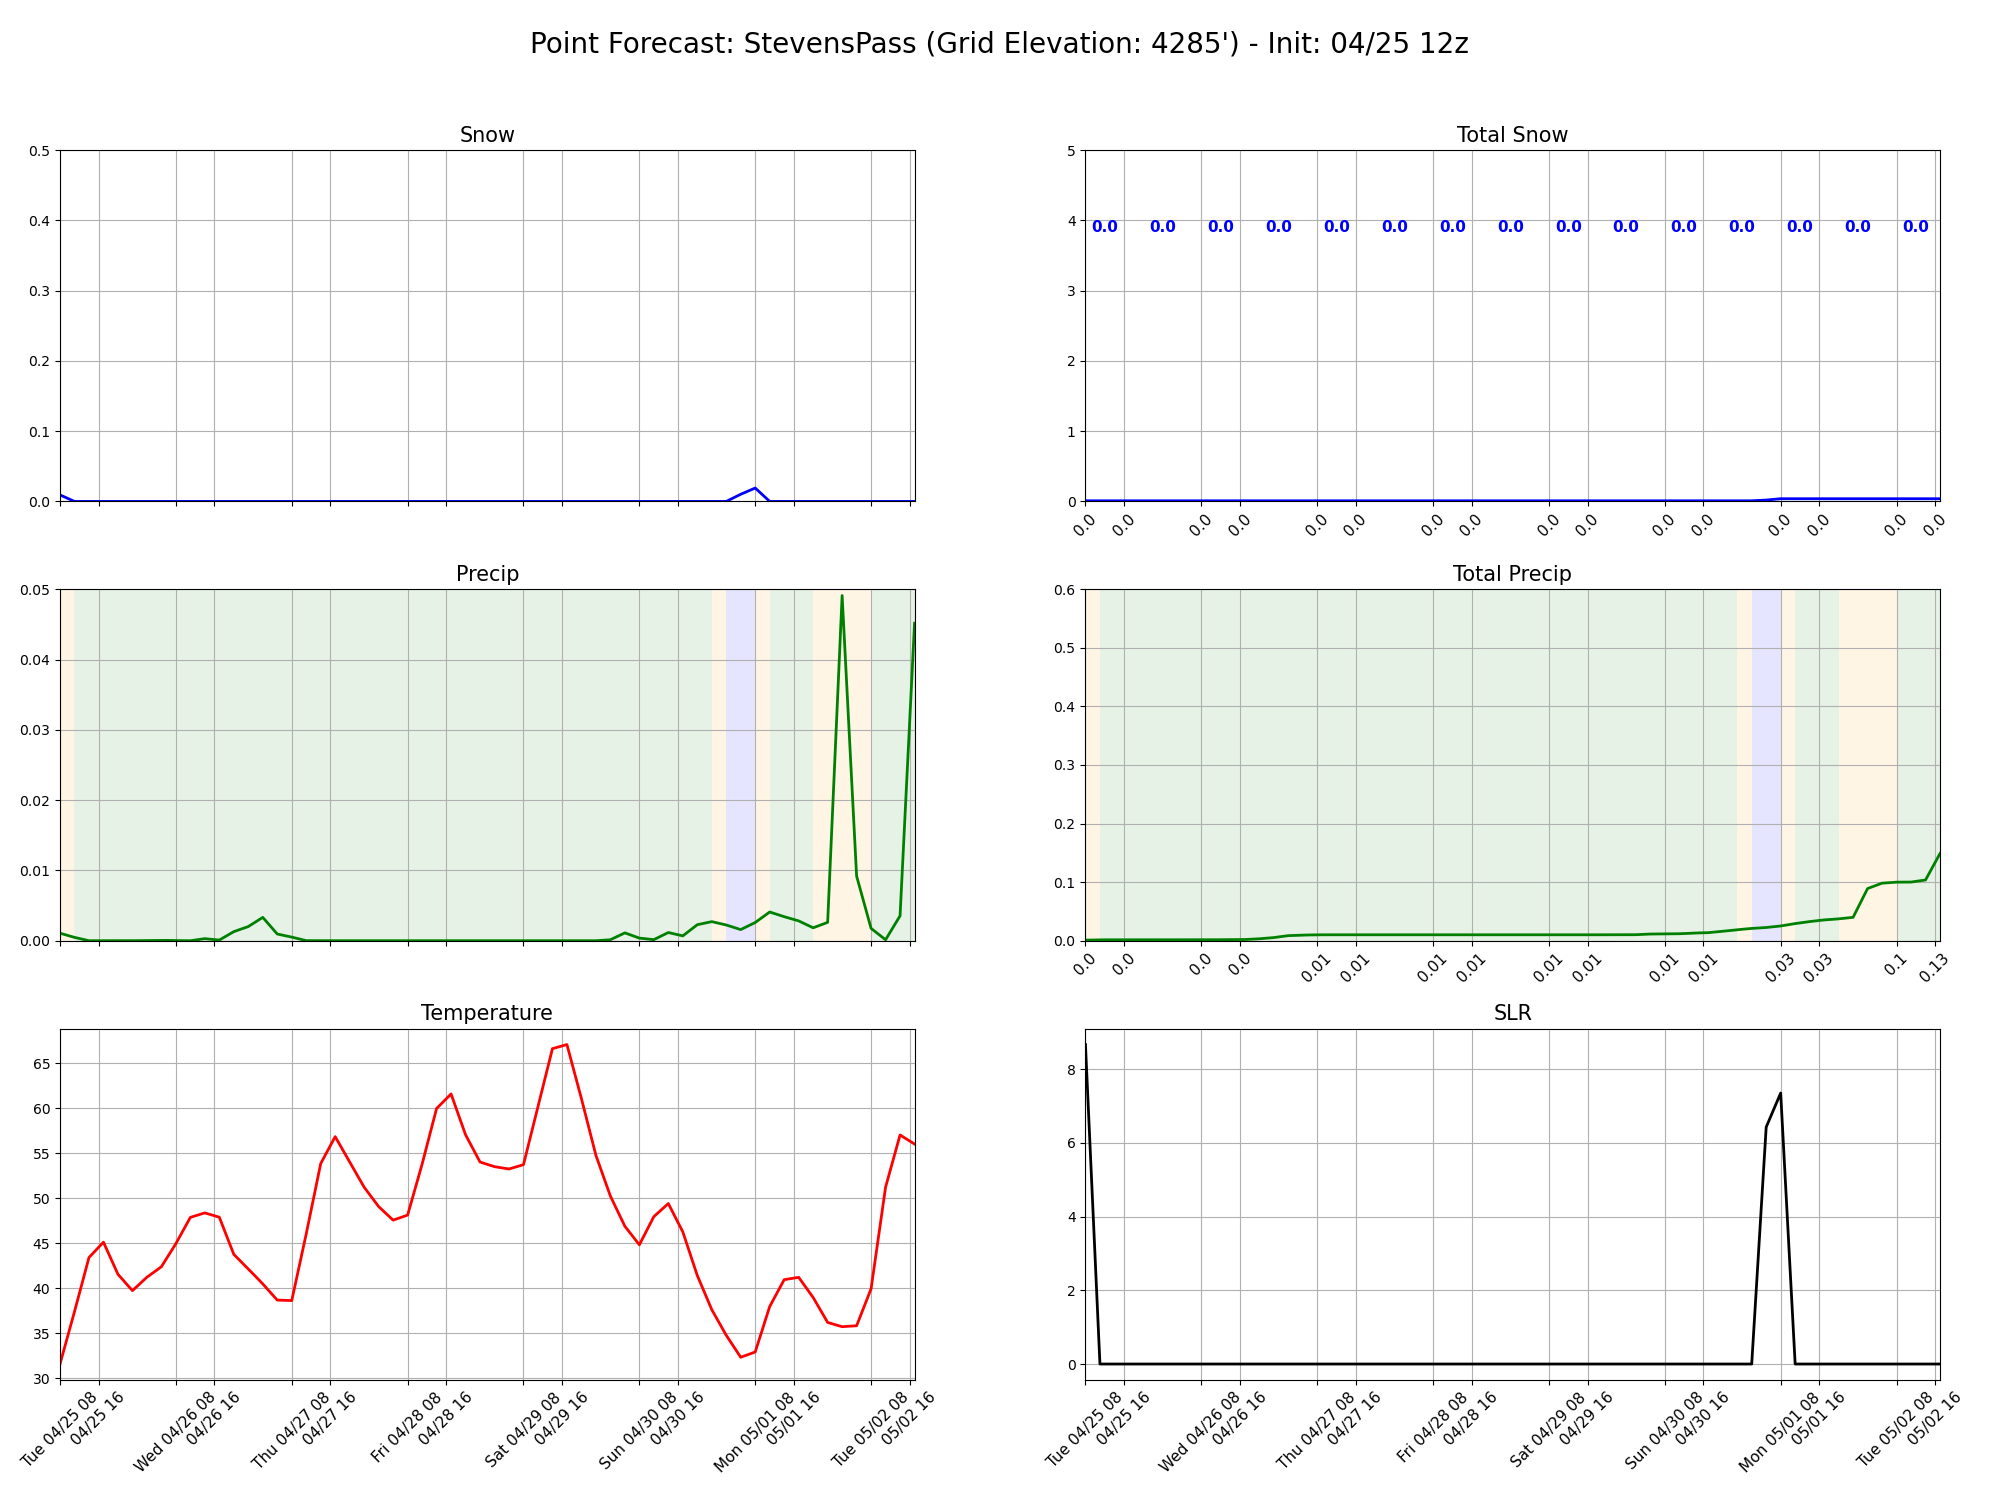 Point Forecast: StevensPass (Grid Elevation: 4285') - Init: 04/25 12z
Snow
0.5
0.4
0.3
0.2
0.1
0.0
Total Snow
5
4
3
2
1
0
0.0 0.0 0.0 0.0 0.0 0.0 0.0 0.0 0.0 0.0 0.0 0.0 0.0 0.0 0.0
0.0 0.0 0.0 0.0 0.0 0.0 0.0 0.0 0.0 0.0 0.0 0.0 0.0 0.0 0.0 0.0
Precip
0.05
0.04
0.03
0.02
0.01
0.00
Total Precip
0.6
0.5
0.4
0.3
0.2
0.1
0.0
0.0 0.0 0.0 0.0 0.01 0.01 0.01 0.01 0.01 0.01 0.01 0.01 0.03 0.03 0.1 0.13
Temperature
65
60
55
50
45
40
35
30
Tue 04/25 08
04/25 16
Wed 04/26 08
04/26 16
Thu 04/27 08
04/27 16
Fri 04/28 08
04/28 16
Sat 04/29 08
04/29 16
Sun 04/30 08
04/30 16
Mon 05/01 08
05/01 16
Tue 05/02 08
05/02 16
SLR
8
6
4
2
0
Tue 04/25 08
04/25 16
Wed 04/26 08
04/26 16
Thu 04/27 08
04/27 16
Fri 04/28 08
04/28 16
Sat 04/29 08
04/29 16
Sun 04/30 08
04/30 16
Mon 05/01 08
05/01 16
Tue 05/02 08
05/02 16